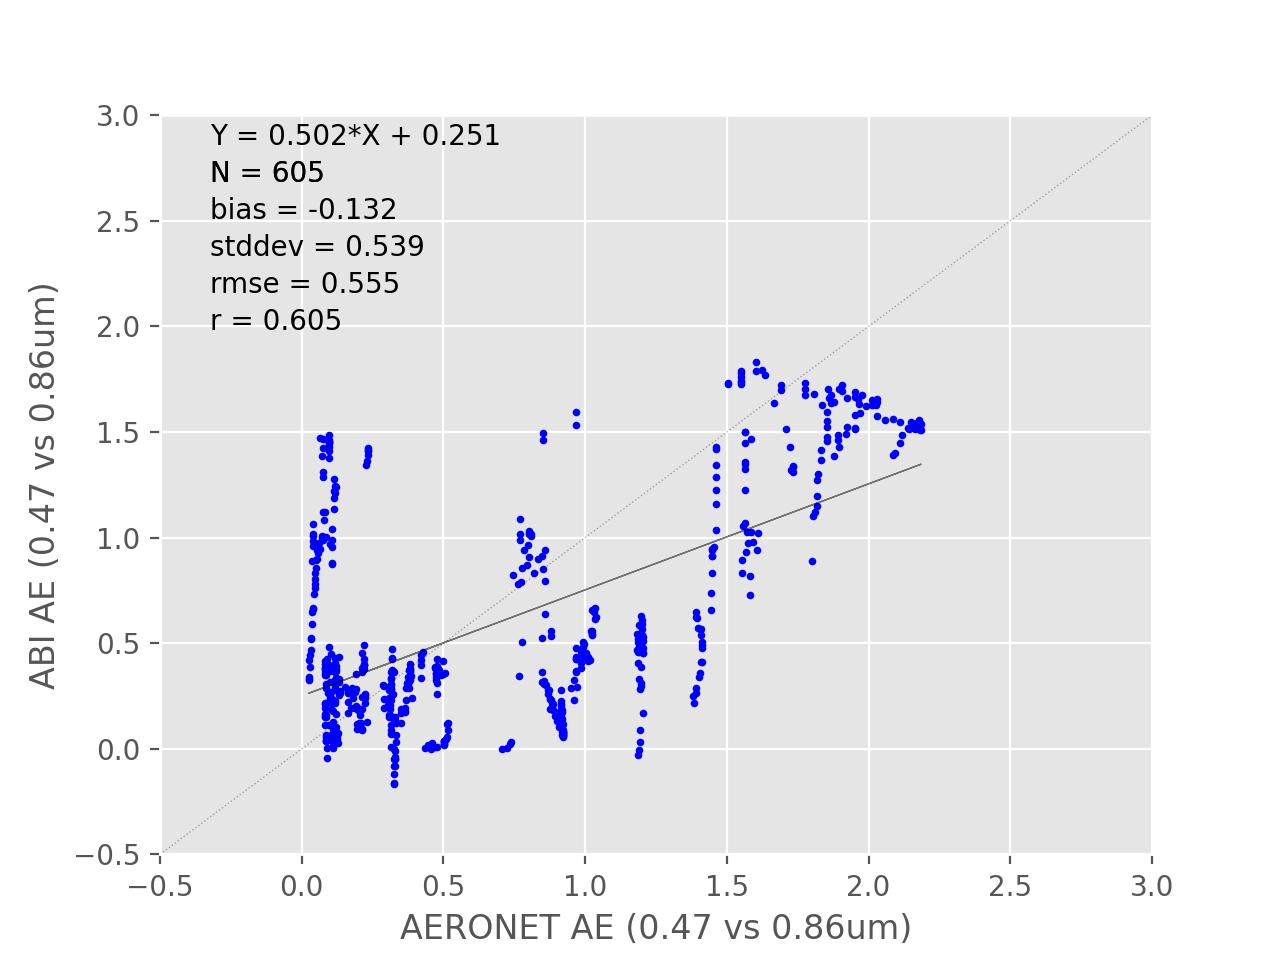 3.0
2.5
2.0
1.5
1.0
0.5
0.0
−0.5
Y = 0.502*X + 0.251
N = 605
bias = -0.132
stddev = 0.539
rmse = 0.555
r = 0.605
ABI AE (0.47 vs 0.86um)
−0.5 0.0 0.5 1.0 1.5 2.0 2.5 3.0
AERONET AE (0.47 vs 0.86um)